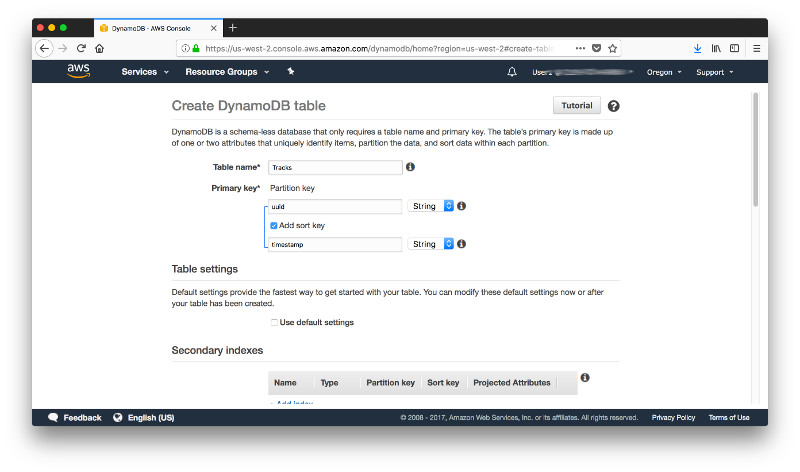 DynamoDB - AWS Console
https://us-west-2.console.aws.amazon.com/dynamodb/home?region=us-west-2#create-table
aws Services Resource Groups User: Oregon Support
Create DynamoDB table Tutorial
DynamoDB is a schema-less database that only requires a table name and primary key. The table's primary key is made up
of one or two attributes that uniquely identify items, partition the data, and sort data within each partition.
Table name* Tracks
Primary key* Partition key
uuid String
Add sort key
timestamp String
Table settings
Default settings provide the fastest way to get started with your table. You can modify these default settings now or after
your table has been created.
Use default settings
Secondary indexes
Name Type Partition key Sort key Projected Attributes
+ Add index
Feedback English (US) © 2008 - 2017, Amazon Web Services, Inc. or its affiliates. All rights reserved. Privacy Policy Terms of Use